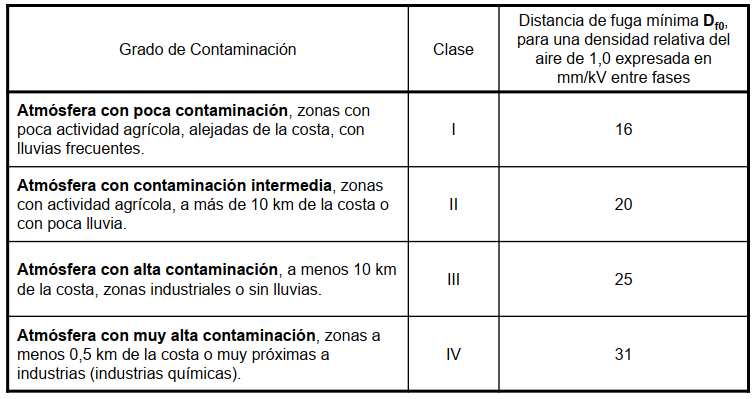 Grado de Contaminación
Clase
Distancia de fuga mínima Df0,
para una densidad relativa del
aire de 1,0 expresada en
mm/kV entre fases
Atmósfera con poca contaminación, zonas con
poca actividad agrícola, alejadas de la costa, con
lluvias frecuentes.
I
16
Atmósfera con contaminación intermedia, zonas
con actividad agrícola, a más de 10 km de la costa o
con poca lluvia.
II
20
Atmósfera con alta contaminación, a menos 10 km
de la costa, zonas industriales o sin lluvias.
III
25
Atmósfera con muy alta contaminación, zonas a
menos 0,5 km de la costa o muy próximas a
industrias (industrias químicas).
IV
31